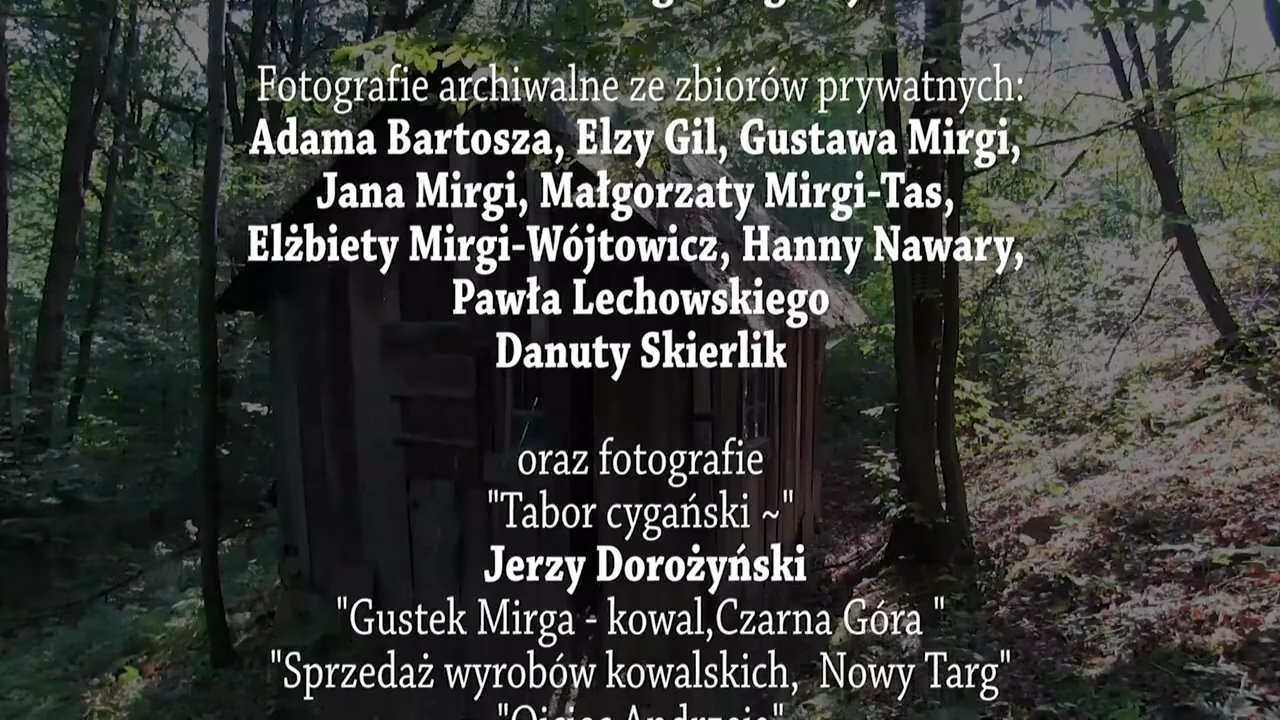 Fotografie archiwalne ze zbiorów prywatnych:
Adama Bartosza, Elzy Gil, Gustawa Mirgi,
Jana Mirgi, Małgorzaty Mirgi-Tas,
Elżbiety Mirgi-Wójtowicz, Hanny Nawary,
Pawła Lechowskiego
Danuty Skierlik
oraz fotografie
"Tabor cygański ~"
Jerzy Dorożyński
"Gustek Mirga - kowal,Czarna Góra "
"Sprzedaż wyrobów kowalskich,  Nowy Targ"
"Ojciec Andrzeja"